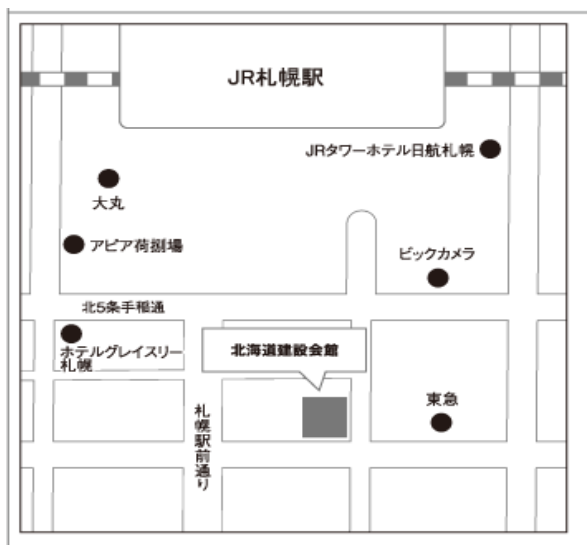 JR札幌駅
JRタワーホテル日航札幌
大丸
アピア荷捌場
ビックカメラ
北5条手稲通
ホテルグレイスリー
札幌
北海道建設会館
東急
札幌駅前通り